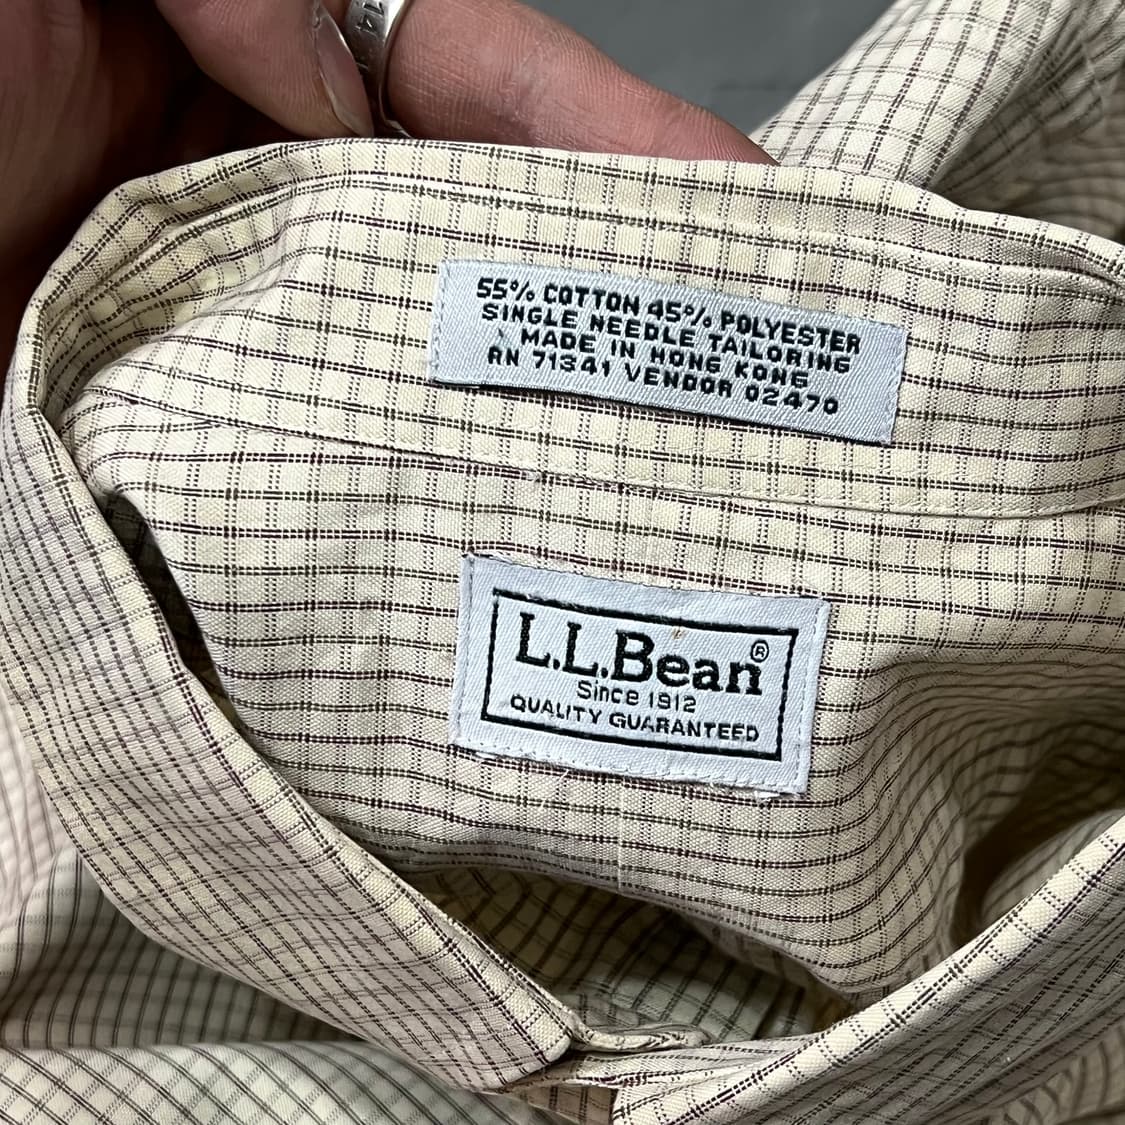 14
55% COTTON 45% POLYESTER
SINGLE NEEDLE TAILORING
MADE IN HONG KONG
RN 71341 VENDOR 02470
L.L.Bean®
Since 1912
QUALITY GUARANTEED